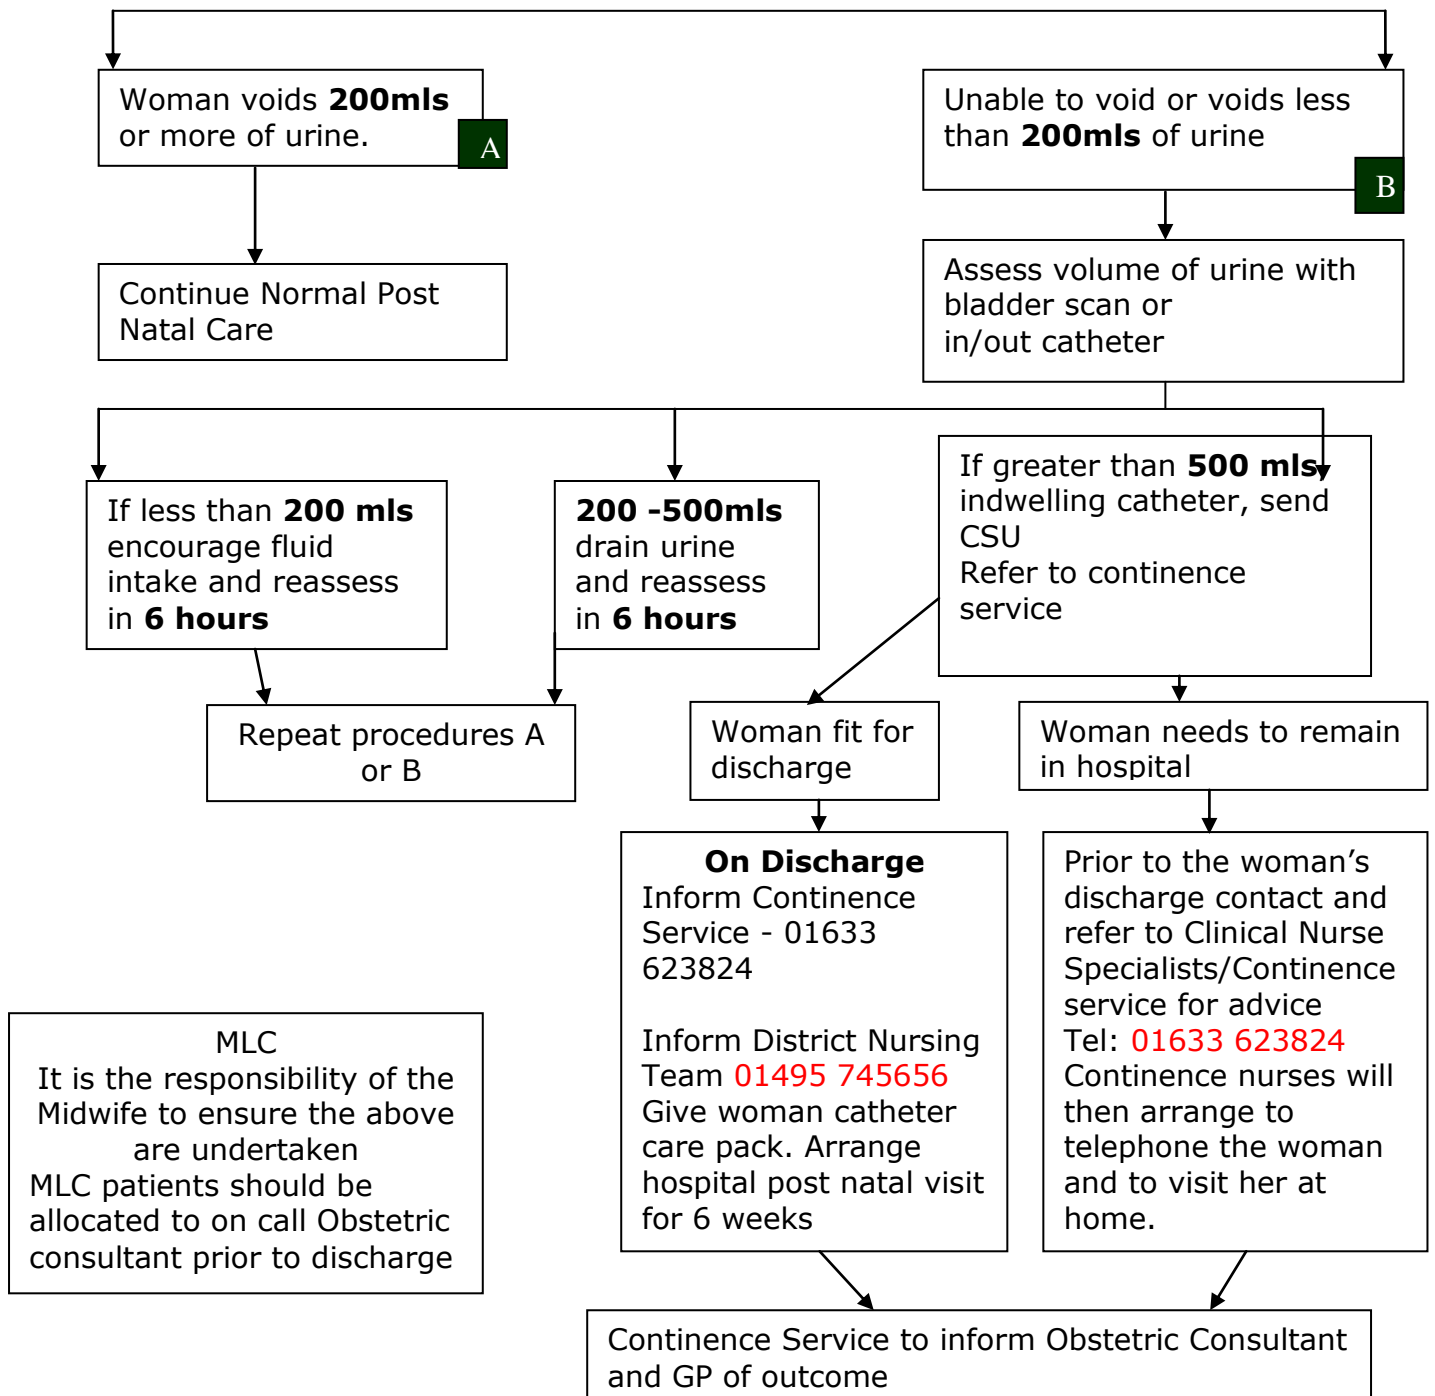 Woman voids 200mls
or more of urine.
A
Unable to void or voids less
than 200mls of urine
B
Continue Normal Post
Natal Care
Assess volume of urine with
bladder scan or
in/out catheter
If less than 200 mls
encourage fluid
intake and reassess
in 6 hours
200 -500mls
drain urine
and reassess
in 6 hours
If greater than 500 mls,
indwelling catheter, send
CSU
Refer to continence
service
Repeat procedures A
or B
Woman fit for
discharge
Woman needs to remain
in hospital
On Discharge
Inform Continence
Service - 01633
623824
Inform District Nursing
Team 01495 745656
Give woman catheter
care pack. Arrange
hospital post natal visit
for 6 weeks
Prior to the woman’s
discharge contact and
refer to Clinical Nurse
Specialists/Continence
service for advice
Tel: 01633 623824
Continence nurses will
then arrange to
telephone the woman
and to visit her at
home.
MLC
It is the responsibility of the
Midwife to ensure the above
are undertaken
MLC patients should be
allocated to on call Obstetric
consultant prior to discharge
Continence Service to inform Obstetric Consultant
and GP of outcome